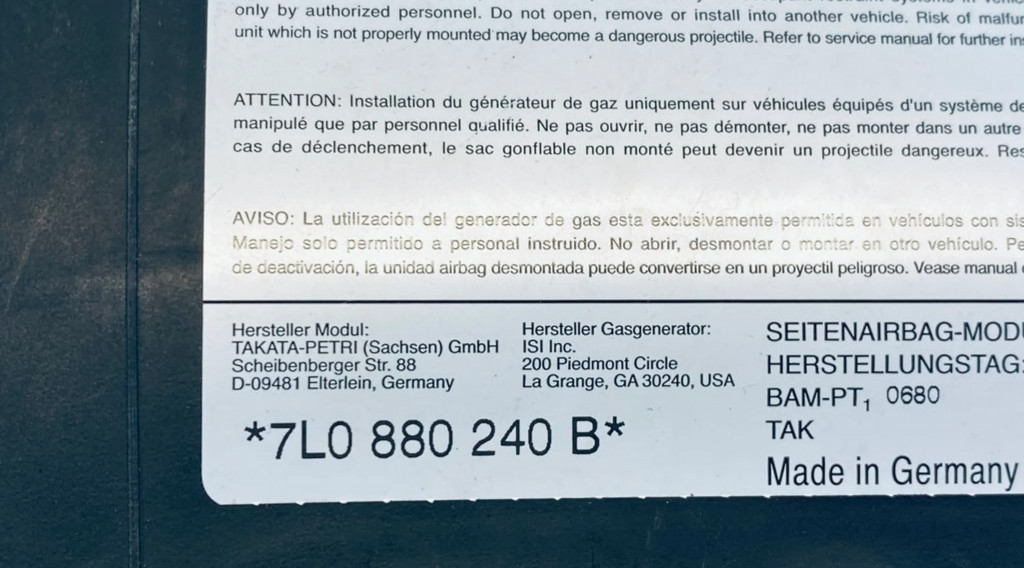 only by authorized personnel. Do not open, remove or install into another vehicle. Risk of
unit which is not properly mounted may become a dangerous projectile. Refer to service manual for further
ATTENTION: Installation du générateur de gaz uniquement sur véhicules équipés d'un système de
manipulé que par personnel qualifié. Ne pas ouvrir, ne pas démonter, ne pas monter dans un autre
cas de déclenchement, le sac gonflable non monté peut devenir un projectile dangereux. Res
AVISO: La utilización del generador de gas esta exclusivamente permitida en vehículos con sis
Manejo solo permitido a personal instruido. No abrir, desmontar o montar en otro vehículo. Pe
de deactivación, la unidad airbag desmontada puede convertirse en un proyectil peligroso. Vease manual
Hersteller Modul:
TAKATA-PETRI (Sachsen) GmbH
Scheibenberger Str. 88
D-09481 Elterlein, Germany
*7L0 880 240 B*
Hersteller Gasgenerator:
ISI Inc.
200 Piedmont Circle
La Grange, GA 30240, USA
SEITENAIRBAG-MOD
HERSTELLUNGSTAG:
BAM-PT₁ 0680
TAK
Made in Germany